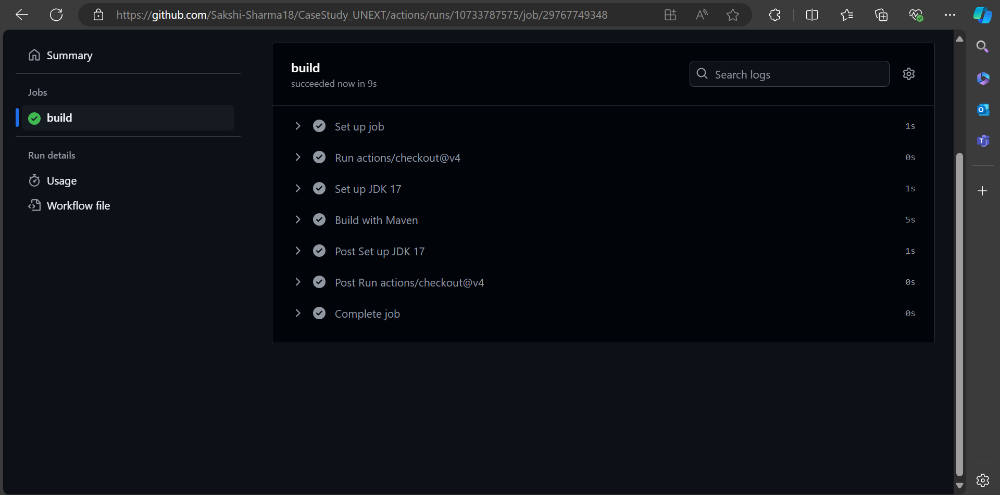 https://github.com/Sakshi-Sharma18/CaseStudy_UNEXT/actions/runs/10733787575/job/29767749348
Summary
Jobs
build
Run details
Usage
Workflow file
build
succeeded now in 9s
Search logs
Set up job 1s
Run actions/checkout@v4 0s
Set up JDK 17 1s
Build with Maven 5s
Post Set up JDK 17 1s
Post Run actions/checkout@v4 0s
Complete job 0s